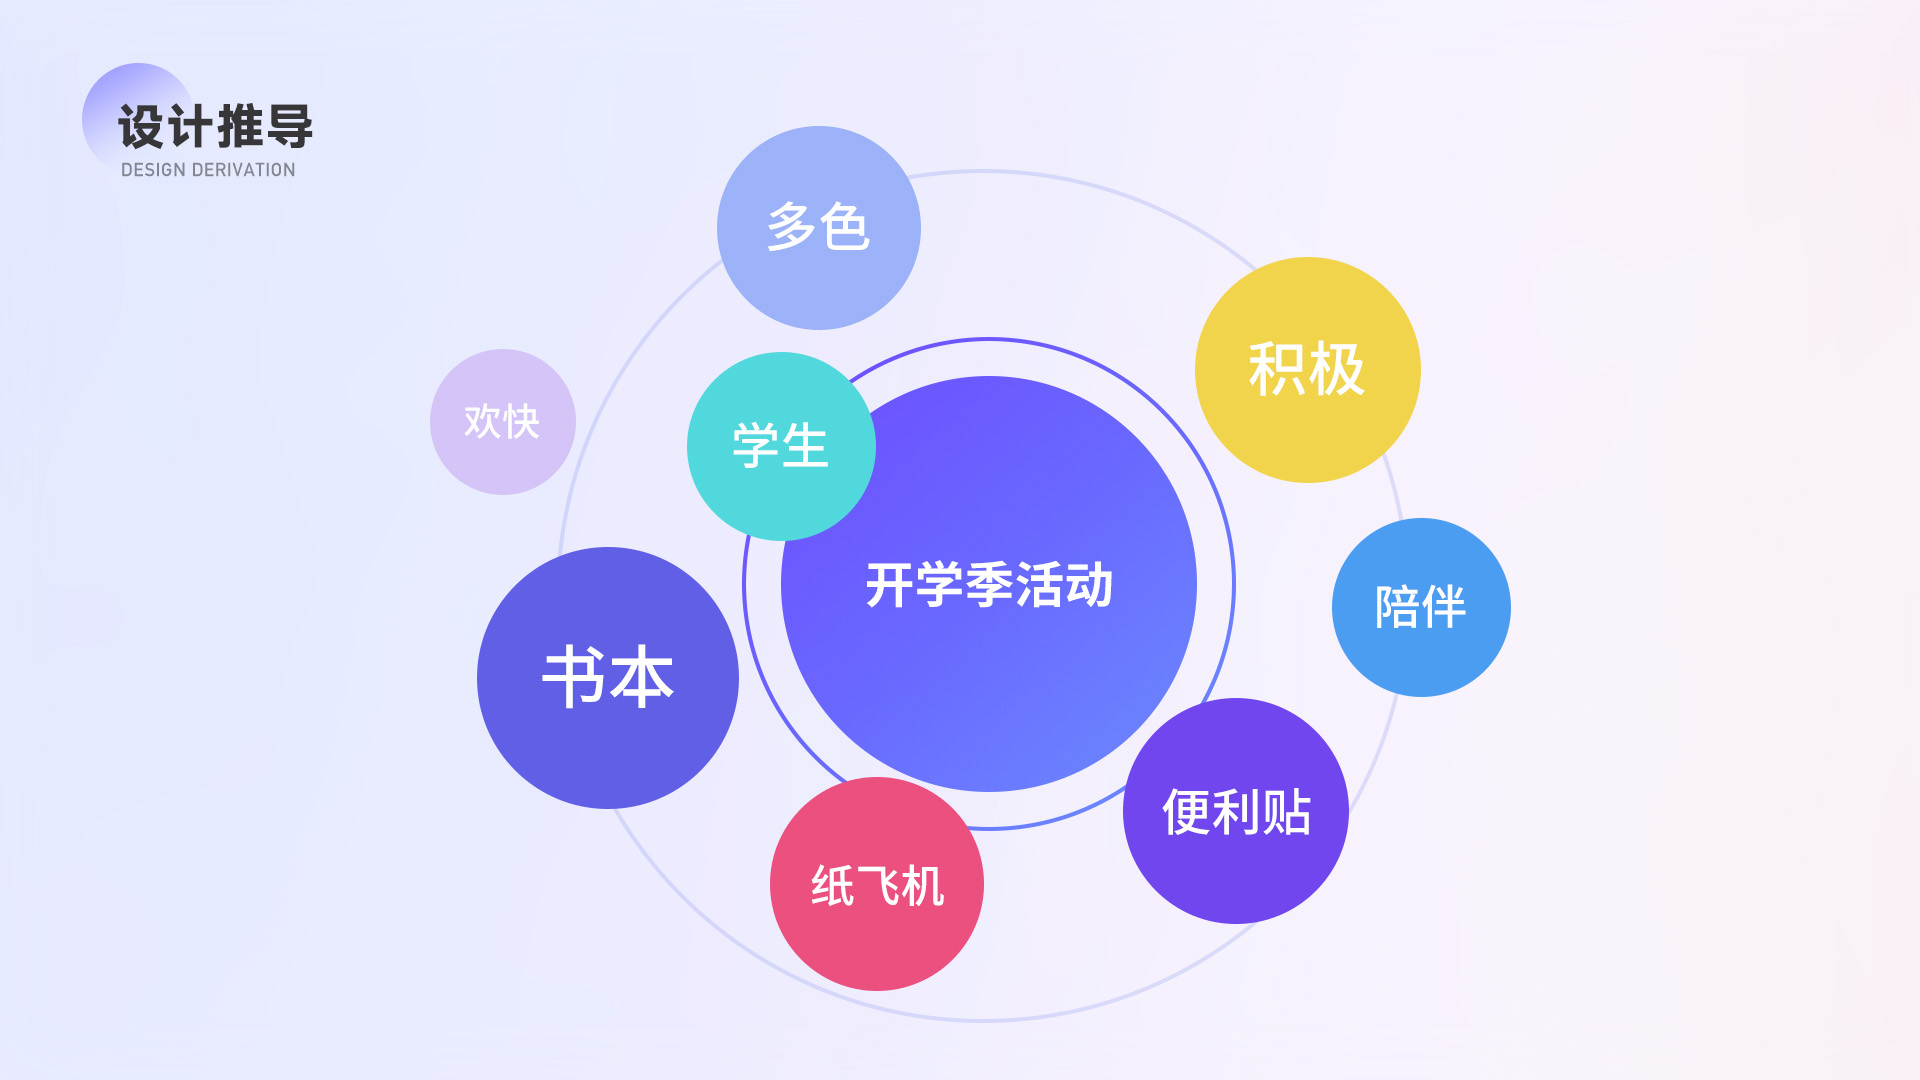 设计推导
DESIGN DERIVATION
多色
积极
欢快
学生
开学季活动
陪伴
书本
便利贴
纸飞机